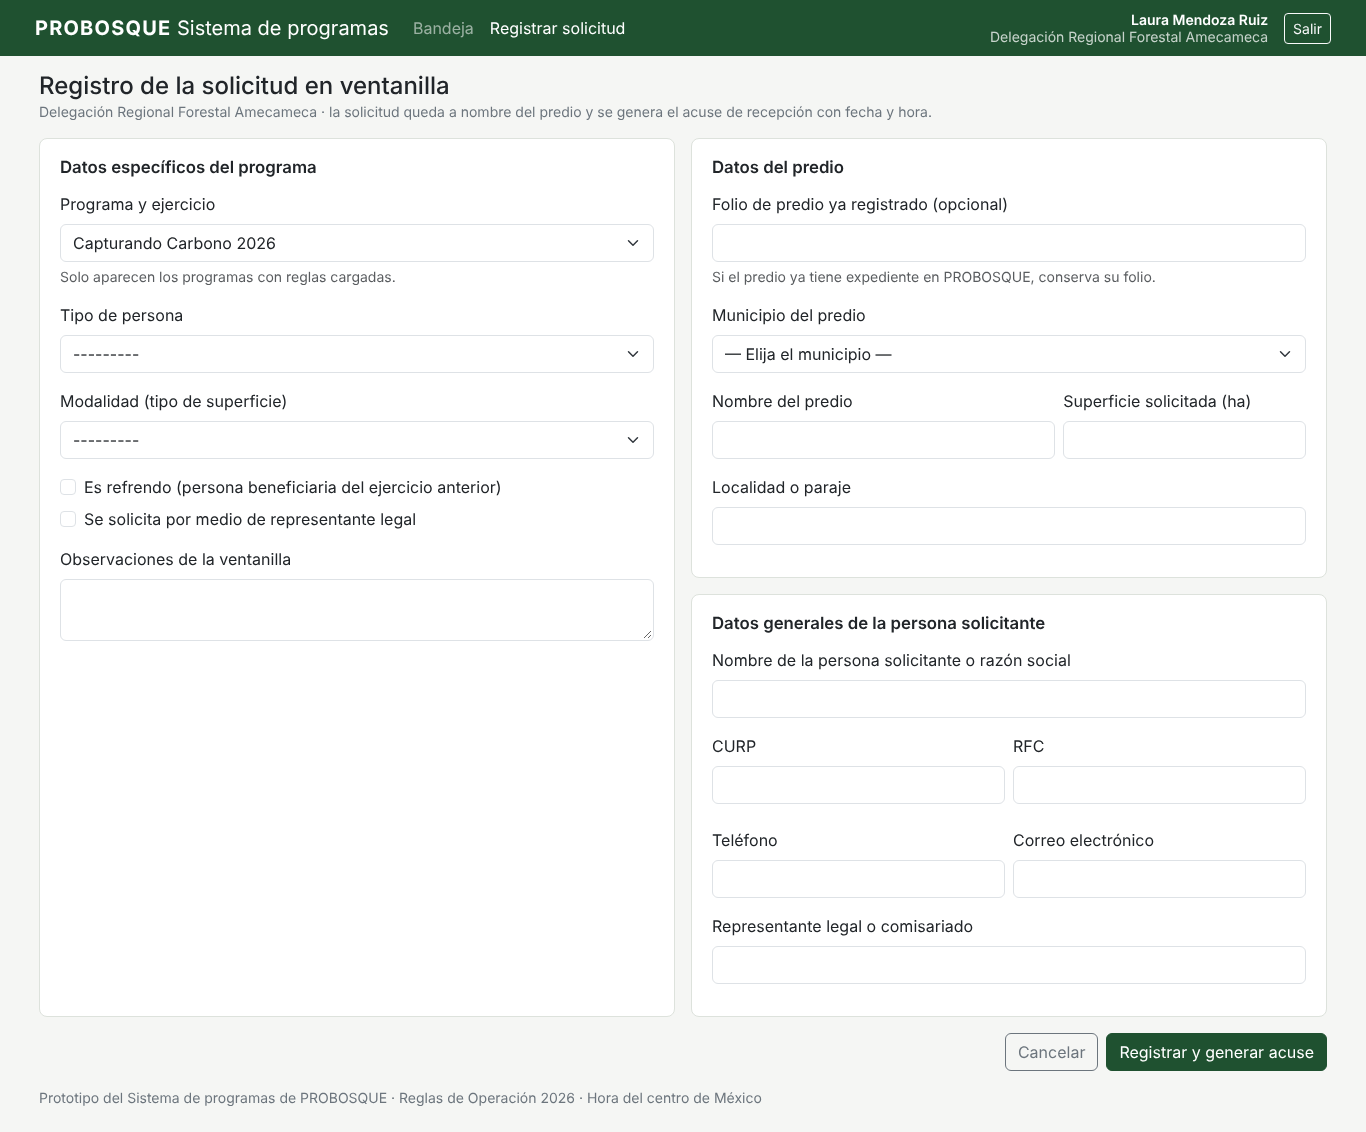 PROBOSQUE Sistema de programas
Bandeja
Registrar solicitud
Laura Mendoza Ruiz
Delegación Regional Forestal Amecameca
Salir
Registro de la solicitud en ventanilla
Delegación Regional Forestal Amecameca · la solicitud queda a nombre del predio y se genera el acuse de recepción con fecha y hora.
Datos específicos del programa
Programa y ejercicio
Capturando Carbono 2026
Solo aparecen los programas con reglas cargadas.
Tipo de persona
---------
Modalidad (tipo de superficie)
---------
Es refrendo (persona beneficiaria del ejercicio anterior)
Se solicita por medio de representante legal
Observaciones de la ventanilla
Datos del predio
Folio de predio ya registrado (opcional)
Si el predio ya tiene expediente en PROBOSQUE, conserva su folio.
Municipio del predio
— Elija el municipio —
Nombre del predio
Superficie solicitada (ha)
Localidad o paraje
Datos generales de la persona solicitante
Nombre de la persona solicitante o razón social
CURP
RFC
Teléfono
Correo electrónico
Representante legal o comisariado
Cancelar
Registrar y generar acuse
Prototipo del Sistema de programas de PROBOSQUE · Reglas de Operación 2026 · Hora del centro de México